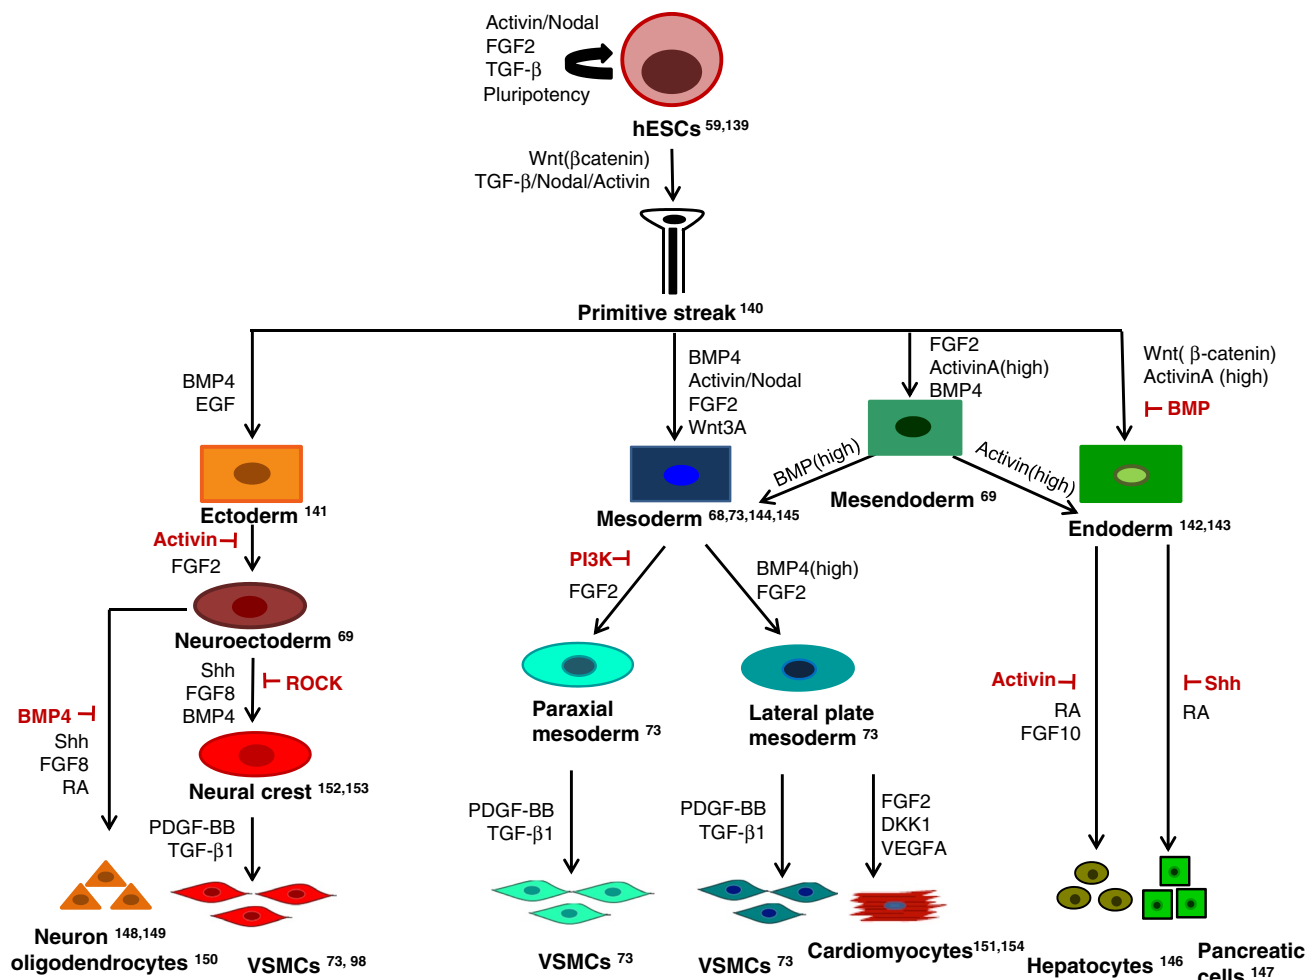 Activin/Nodal
FGF2
TGF-β
Pluripotency
hESCs 59,139
Wnt(βcatenin)
TGF-β/Nodal/Activin
Primitive streak 140
BMP4
EGF
BMP4
Activin/Nodal
FGF2
Wnt3A
FGF2
ActivinA(high)
BMP4
Wnt( β-catenin)
ActivinA (high)
BMP
BMP(high)
Activin(high)
Ectoderm 141
Mesoderm 68,73,144,145
Mesendoderm 69
Endoderm 142,143
Activin
FGF2
PI3K
FGF2
BMP4(high)
FGF2
Neuroectoderm 69
Shh
FGF8
BMP4
ROCK
BMP4
Shh
FGF8
RA
Paraxial
mesoderm 73
Lateral plate
mesoderm 73
Activin
RA
FGF10
Shh
RA
Neural crest 152,153
PDGF-BB
TGF-β1
PDGF-BB
TGF-β1
PDGF-BB
TGF-β1
FGF2
DKK1
VEGFA
Neuron 148,149
oligodendrocytes 150
VSMCs 73, 98
VSMCs 73
VSMCs 73
Cardiomyocytes151,154
Hepatocytes 146
Pancreatic
cells 147